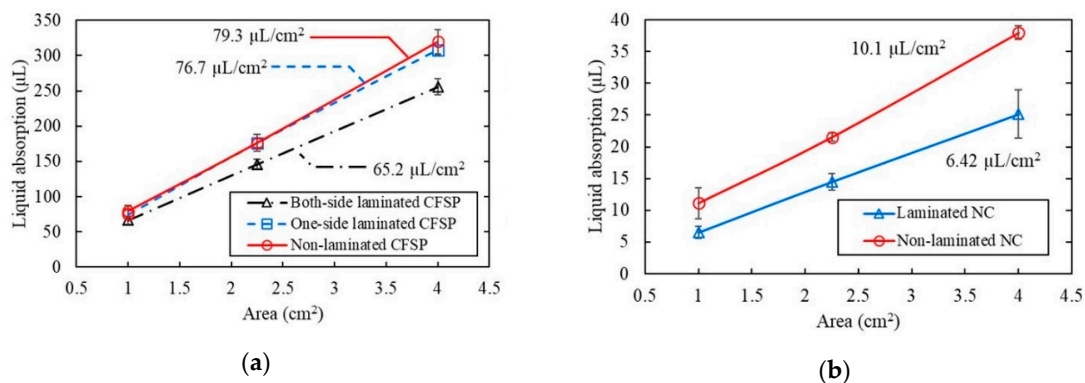 350
300
250
200
150
100
50
0
Liquid absorption (µL)
79.3 µL/cm²
76.7 µL/cm²
65.2 µL/cm²
Both-side laminated CFSP
One-side laminated CFSP
Non-laminated CFSP
0.5 1 1.5 2 2.5 3 3.5 4 4.5
Area (cm²)
(a)
40
35
30
25
20
15
10
5
0
Liquid absorption (µL)
10.1 µL/cm²
6.42 µL/cm²
Laminated NC
Non-laminated NC
0.5 1 1.5 2 2.5 3 3.5 4 4.5
Area (cm²)
(b)